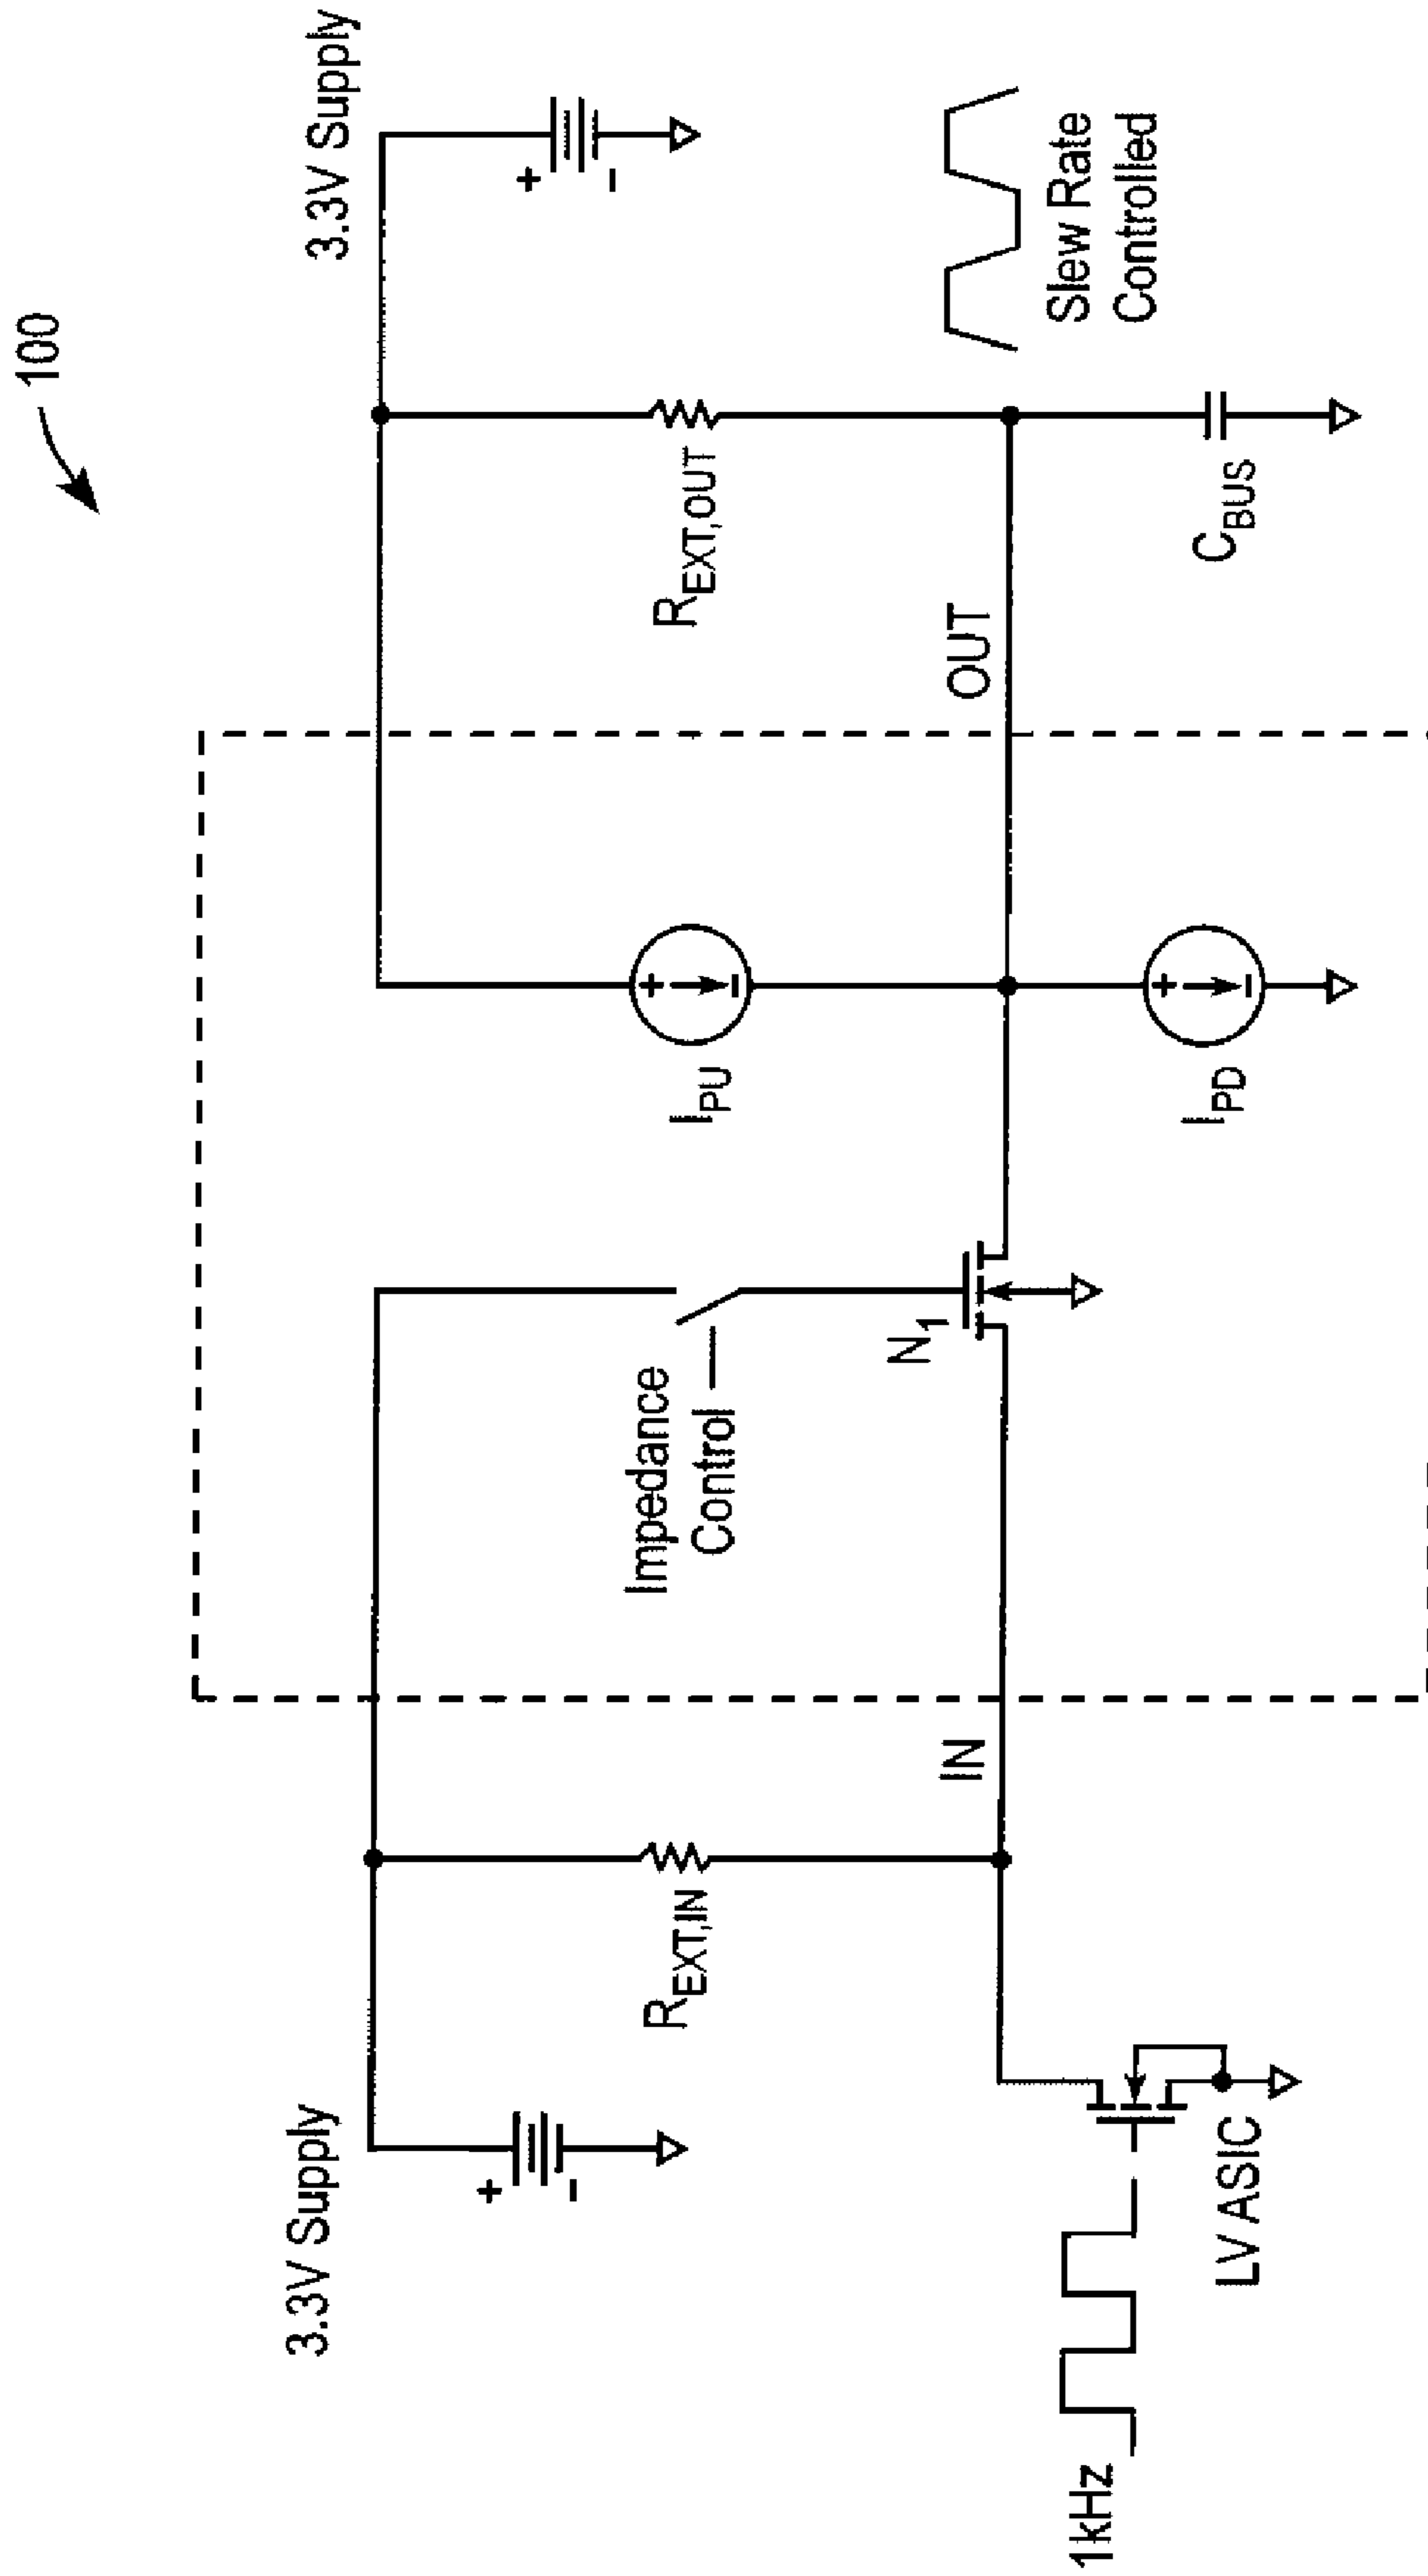 100
3.3V Supply
3.3V Supply
R_EXT,IN
Impedance
Control
I_PU
R_EXT,OUT
IN
N_1
OUT
1kHz
LV ASIC
I_PD
C_BUS
Slew Rate
Controlled
+
-
+
-
+
-
+
-